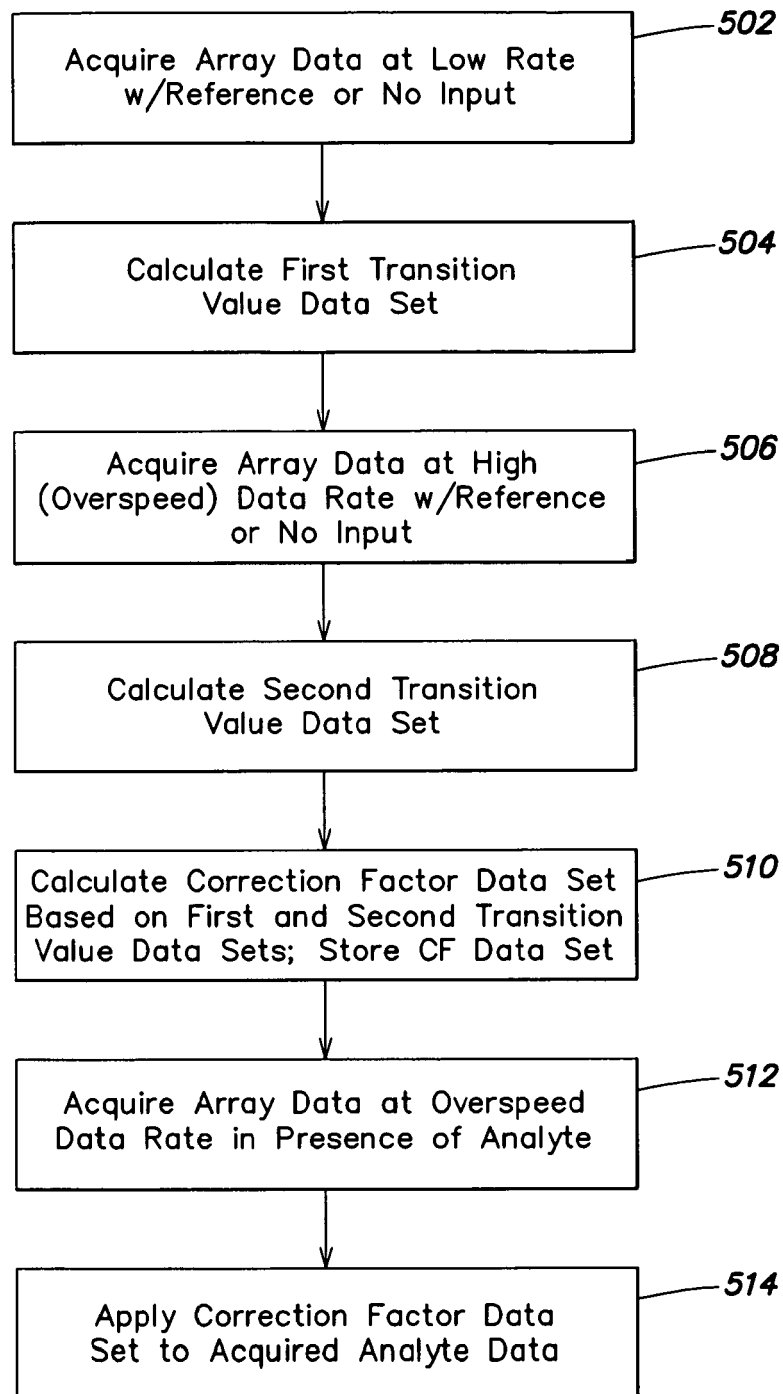 502
Acquire Array Data at Low Rate
w/Reference or No Input
504
Calculate First Transition
Value Data Set
506
Acquire Array Data at High
(Overspeed) Data Rate w/Reference
or No Input
508
Calculate Second Transition
Value Data Set
510
Calculate Correction Factor Data Set
Based on First and Second Transition
Value Data Sets; Store CF Data Set
512
Acquire Array Data at Overspeed
Data Rate in Presence of Analyte
514
Apply Correction Factor Data
Set to Acquired Analyte Data